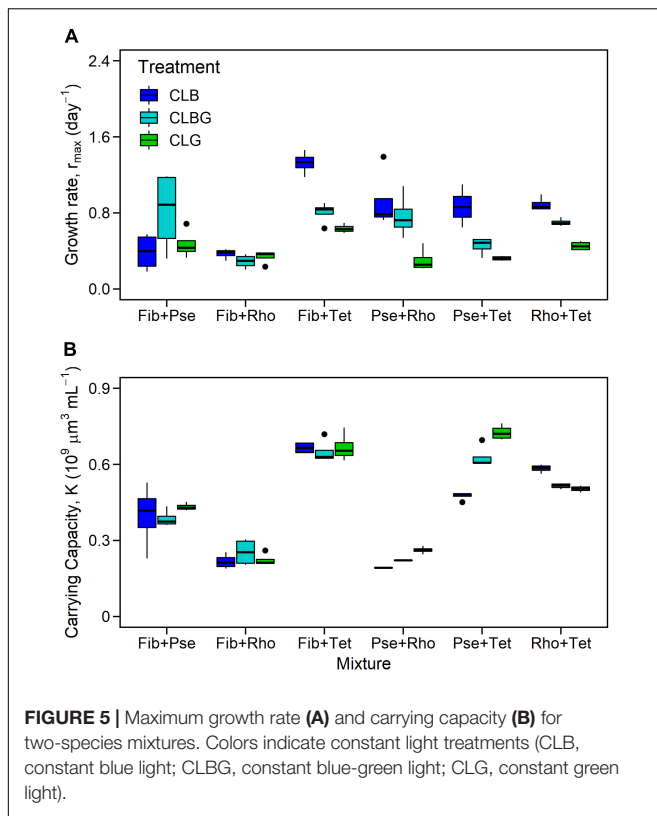 A
Treatment
CLB
CLBG
CLG
Growth rate, rmax (day−1)
2.4
1.6
0.8
0.0
Fib+Pse Fib+Rho Fib+Tet Pse+Rho Pse+Tet Rho+Tet
B
Carrying Capacity, K (10⁹ μm³ mL⁻¹)
0.9
0.6
0.3
0
Fib+Pse Fib+Rho Fib+Tet Pse+Rho Pse+Tet Rho+Tet
Mixture
FIGURE 5 | Maximum growth rate (A) and carrying capacity (B) for
two-species mixtures. Colors indicate constant light treatments (CLB,
constant blue light; CLBG, constant blue-green light; CLG, constant green
light).